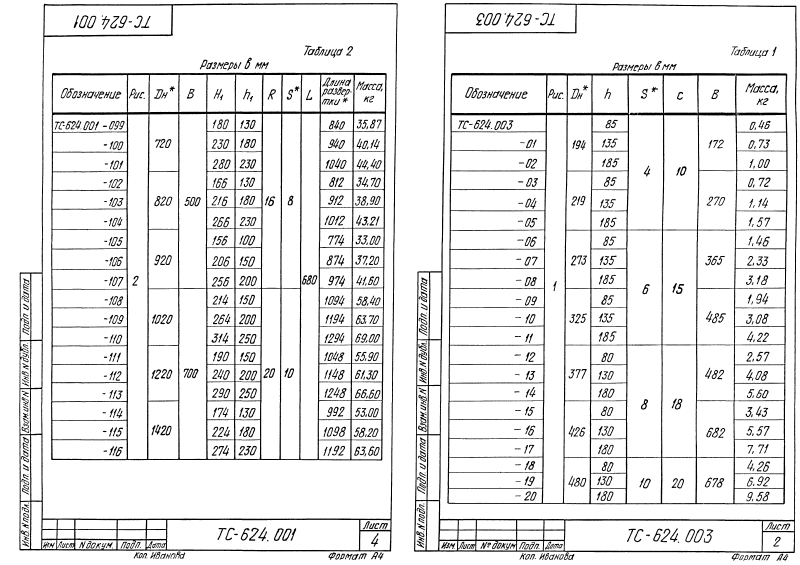 ТС-624.001
Таблица 2
Размеры в мм
Обозначение Рис. Dн* B H1 h1 R S* L Длина развертки* Масса, кг
ТС-624.001-099 2 720 500 180 130 16 8 680 840 35,87
-100 230 180 940 40,14
-101 280 230 1040 44,40
-102 820 166 130 812 34,70
-103 216 180 912 38,90
-104 266 230 1012 43,21
-105 920 156 100 774 33,00
-106 206 150 874 37,20
-107 256 200 974 41,60
-108 1020 700 214 150 20 10 1094 58,40
-109 264 200 1194 63,70
-110 314 250 1294 69,00
-111 1220 190 150 1048 55,90
-112 240 200 1148 61,30
-113 290 250 1248 66,60
-114 1420 174 130 992 53,00
-115 224 180 1098 58,20
-116 274 230 1192 63,60
Инв.N подл. Подп. и дата Взам.инв.N Инв.N дубл. Подп. и дата
Изм Лист N докум. Подп. Дата
ТС-624.001
Лист
4
Коп. Иванова Формат А4
ТС-624.003
Таблица 1
Размеры в мм
Обозначение Рис. Dн* h S* c B Масса, кг
ТС-624.003 1 194 85 4 10 172 0,46
-01 135 0,73
-02 185 1,00
-03 219 85 270 0,72
-04 135 1,14
-05 185 1,57
-06 273 85 6 15 365 1,46
-07 135 2,33
-08 185 3,18
-09 325 85 485 1,94
-10 135 3,08
-11 185 4,22
-12 377 80 8 18 482 2,57
-13 130 4,08
-14 180 5,60
-15 426 80 682 3,43
-16 130 5,57
-17 180 7,71
-18 480 80 10 20 678 4,26
-19 130 6,92
-20 180 9,58
Инв.N подл. Подп. и дата Взам.инв.N Инв.N дубл. Подп. и дата
Изм. Лист № докум. Подп. Дата
ТС-624.003
Лист
2
Коп. Иванова Формат А4